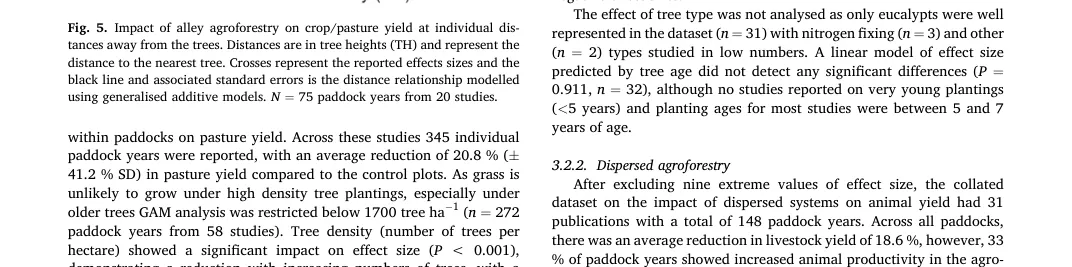 Fig. 5. Impact of alley agroforestry on crop/pasture yield at individual dis-
tances away from the trees. Distances are in tree heights (TH) and represent the
distance to the nearest tree. Crosses represent the reported effects sizes and the
black line and associated standard errors is the distance relationship modelled
using generalised additive models. N = 75 paddock years from 20 studies.
within paddocks on pasture yield. Across these studies 345 individual
paddock years were reported, with an average reduction of 20.8 % (±
41.2 % SD) in pasture yield compared to the control plots. As grass is
unlikely to grow under high density tree plantings, especially under
older trees GAM analysis was restricted below 1700 tree ha⁻¹ (n = 272
paddock years from 58 studies). Tree density (number of trees per
hectare) showed a significant impact on effect size (P < 0.001),
The effect of tree type was not analysed as only eucalypts were well
represented in the dataset (n = 31) with nitrogen fixing (n = 3) and other
(n = 2) types studied in low numbers. A linear model of effect size
predicted by tree age did not detect any significant differences (P =
0.911, n = 32), although no studies reported on very young plantings
(<5 years) and planting ages for most studies were between 5 and 7
years of age.
3.2.2. Dispersed agroforestry
After excluding nine extreme values of effect size, the collated
dataset on the impact of dispersed systems on animal yield had 31
publications with a total of 148 paddock years. Across all paddocks,
there was an average reduction in livestock yield of 18.6 %, however, 33
% of paddock years showed increased animal productivity in the agro-